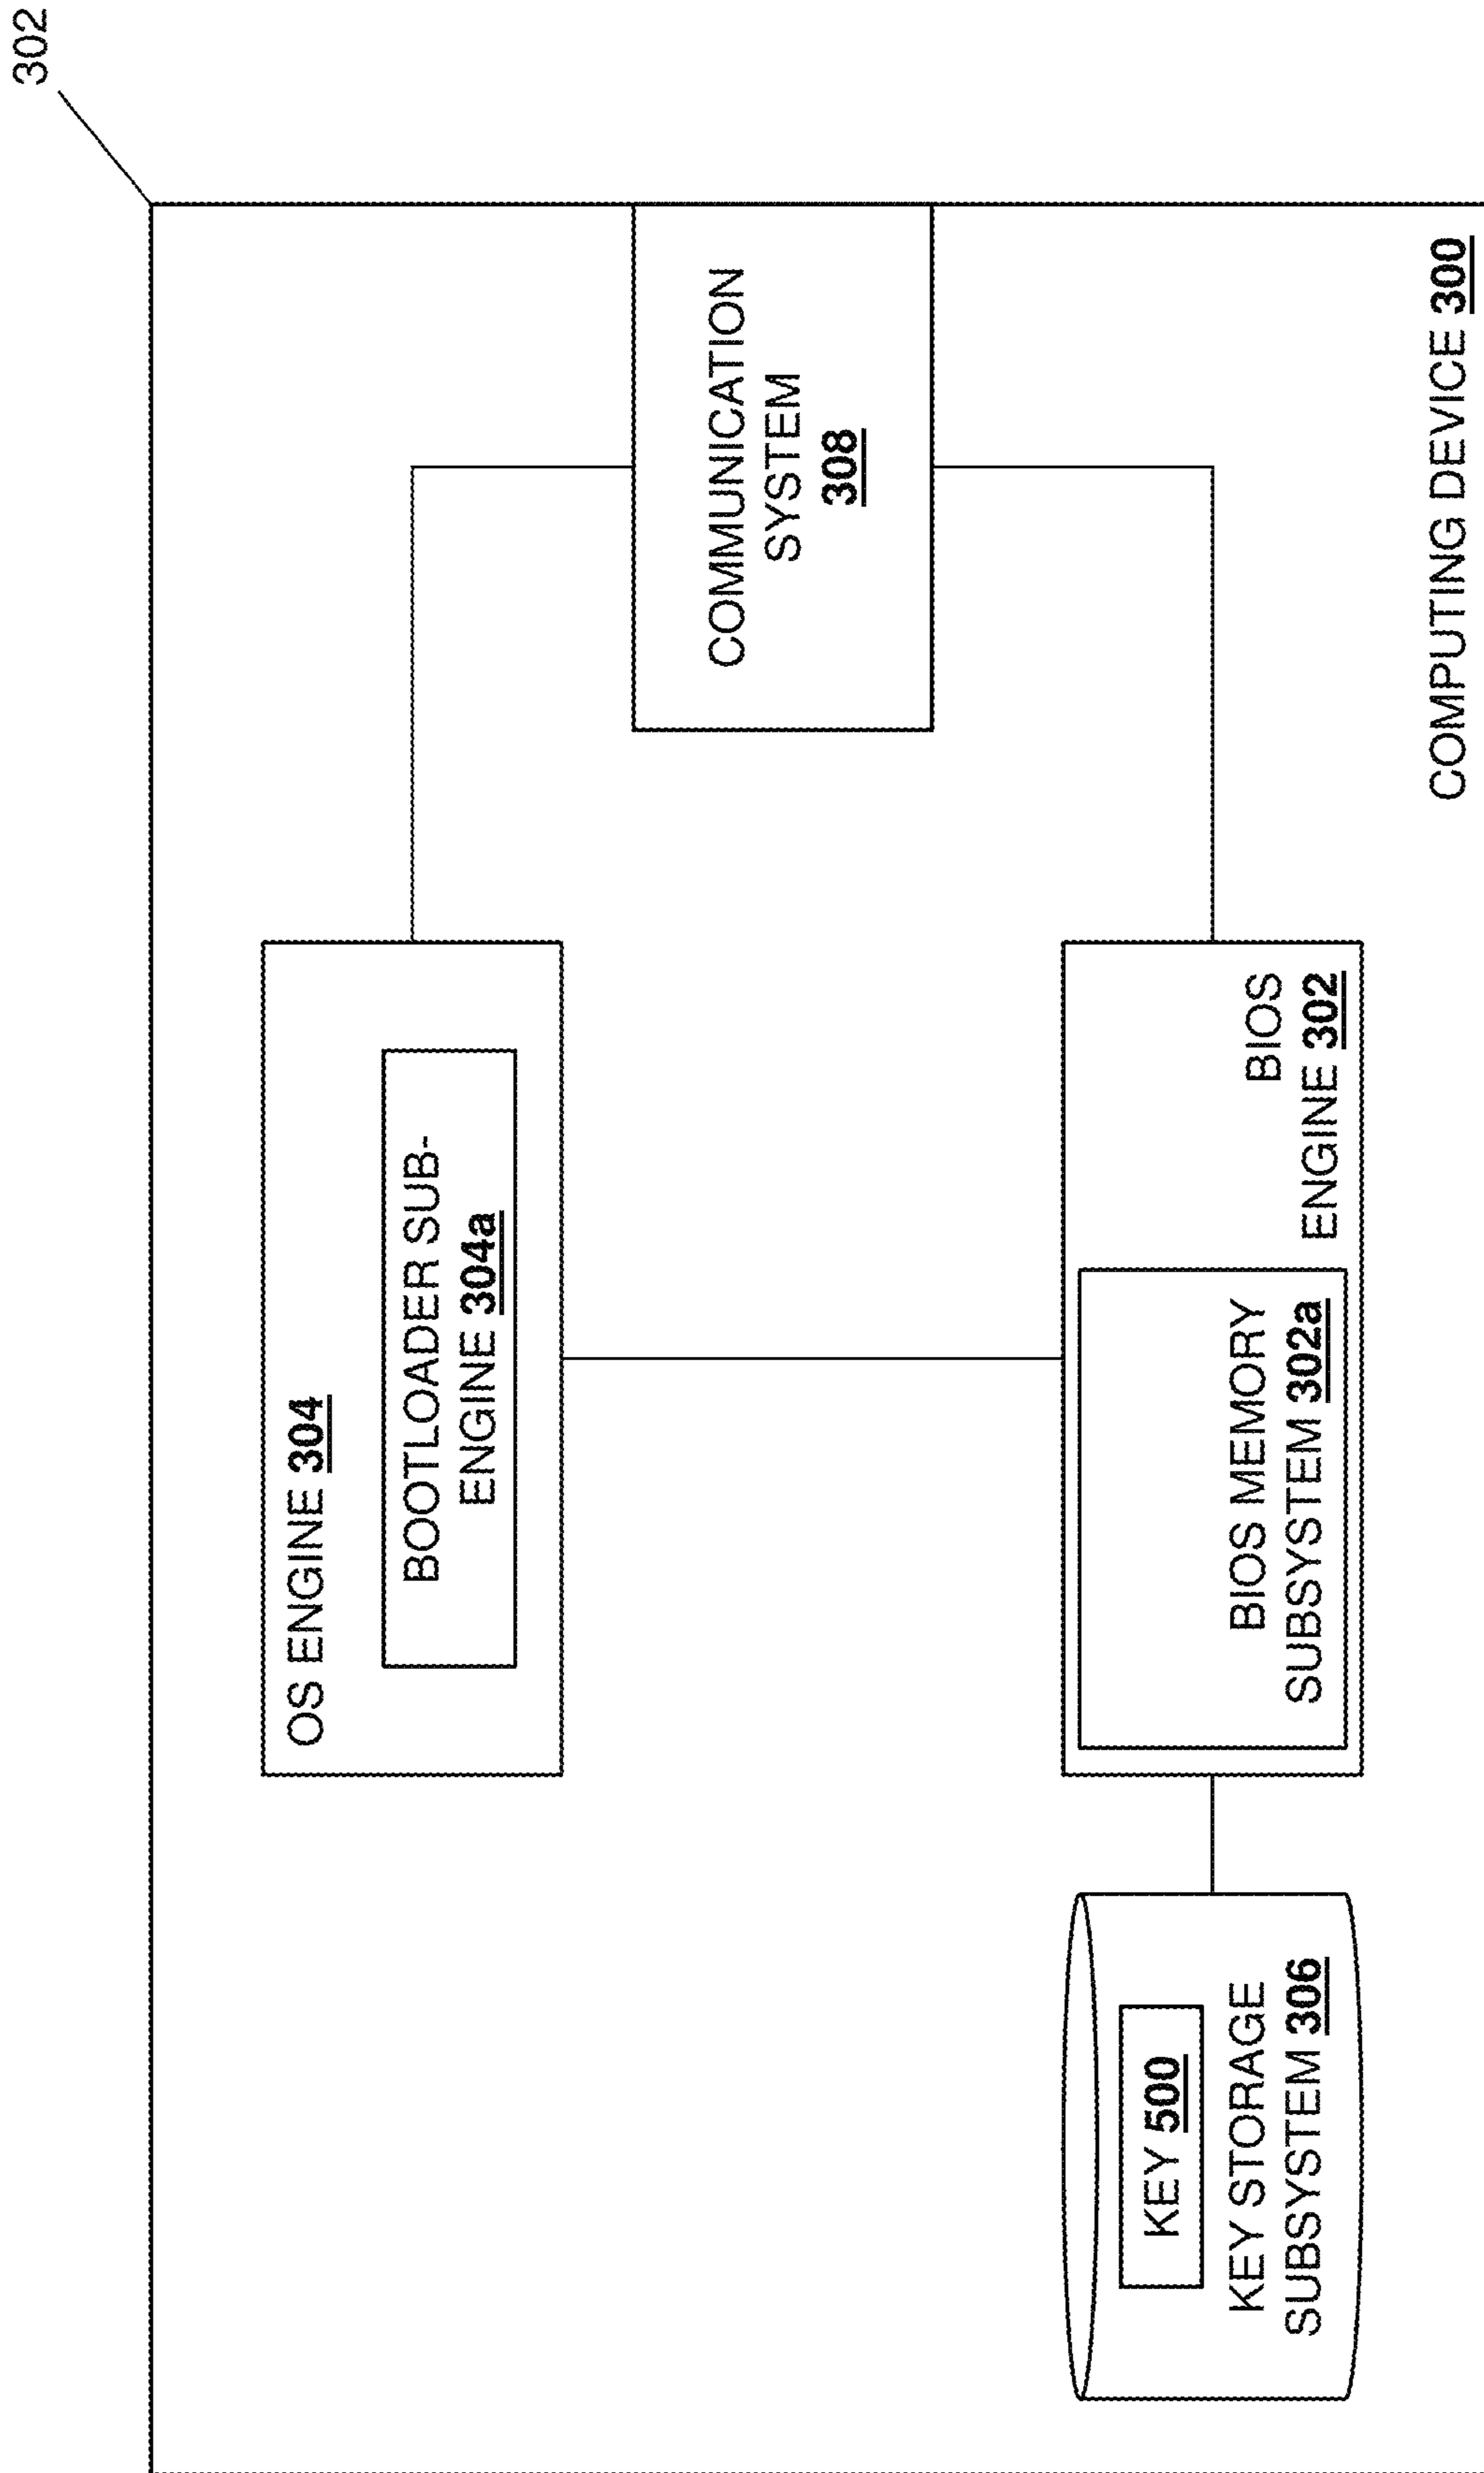 302
OS ENGINE 304
BOOTLOADER SUB-
ENGINE 304a
COMMUNICATION
SYSTEM
308
KEY 500
KEY STORAGE
SUBSYSTEM 306
BIOS MEMORY
SUBSYSTEM 302a
BIOS
ENGINE 302
COMPUTING DEVICE 300